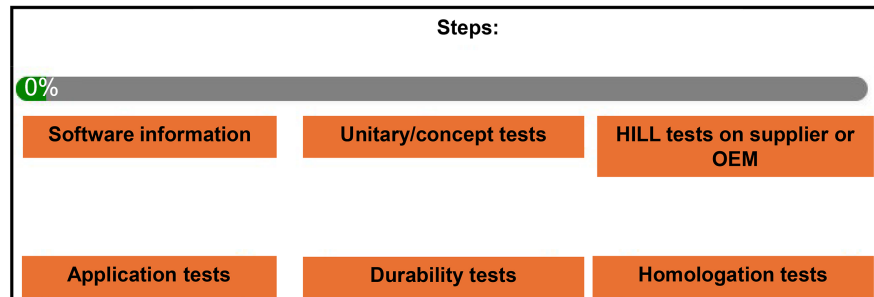 Steps:
0%
Software information
Unitary/concept tests
HILL tests on supplier or
OEM
Application tests
Durability tests
Homologation tests